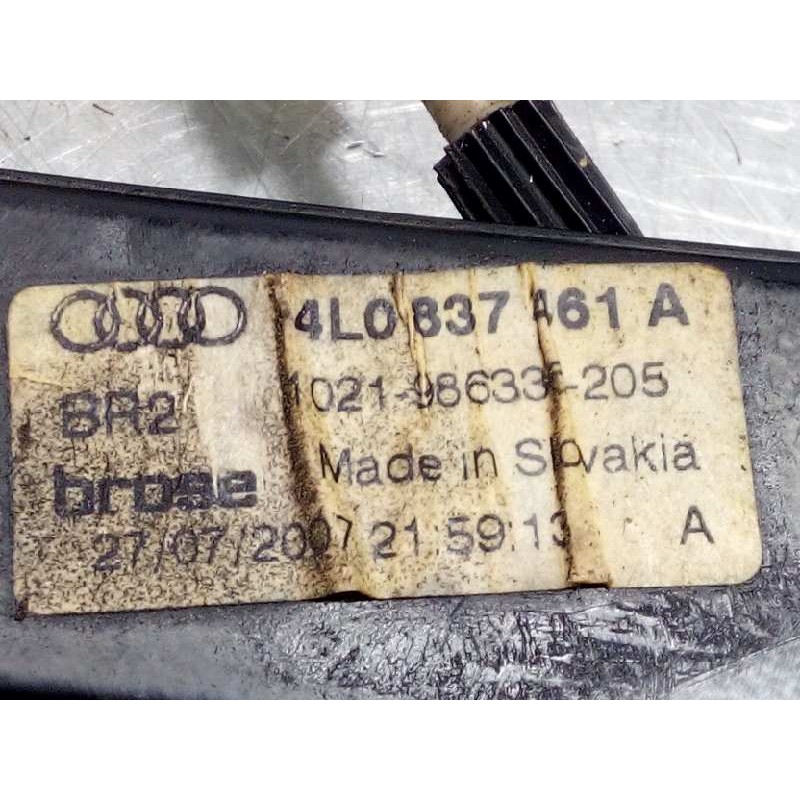 4L0 837 461 A
BR2 1021-98633-205
brose Made in Slovakia
27/07/2007 21:59:13 A